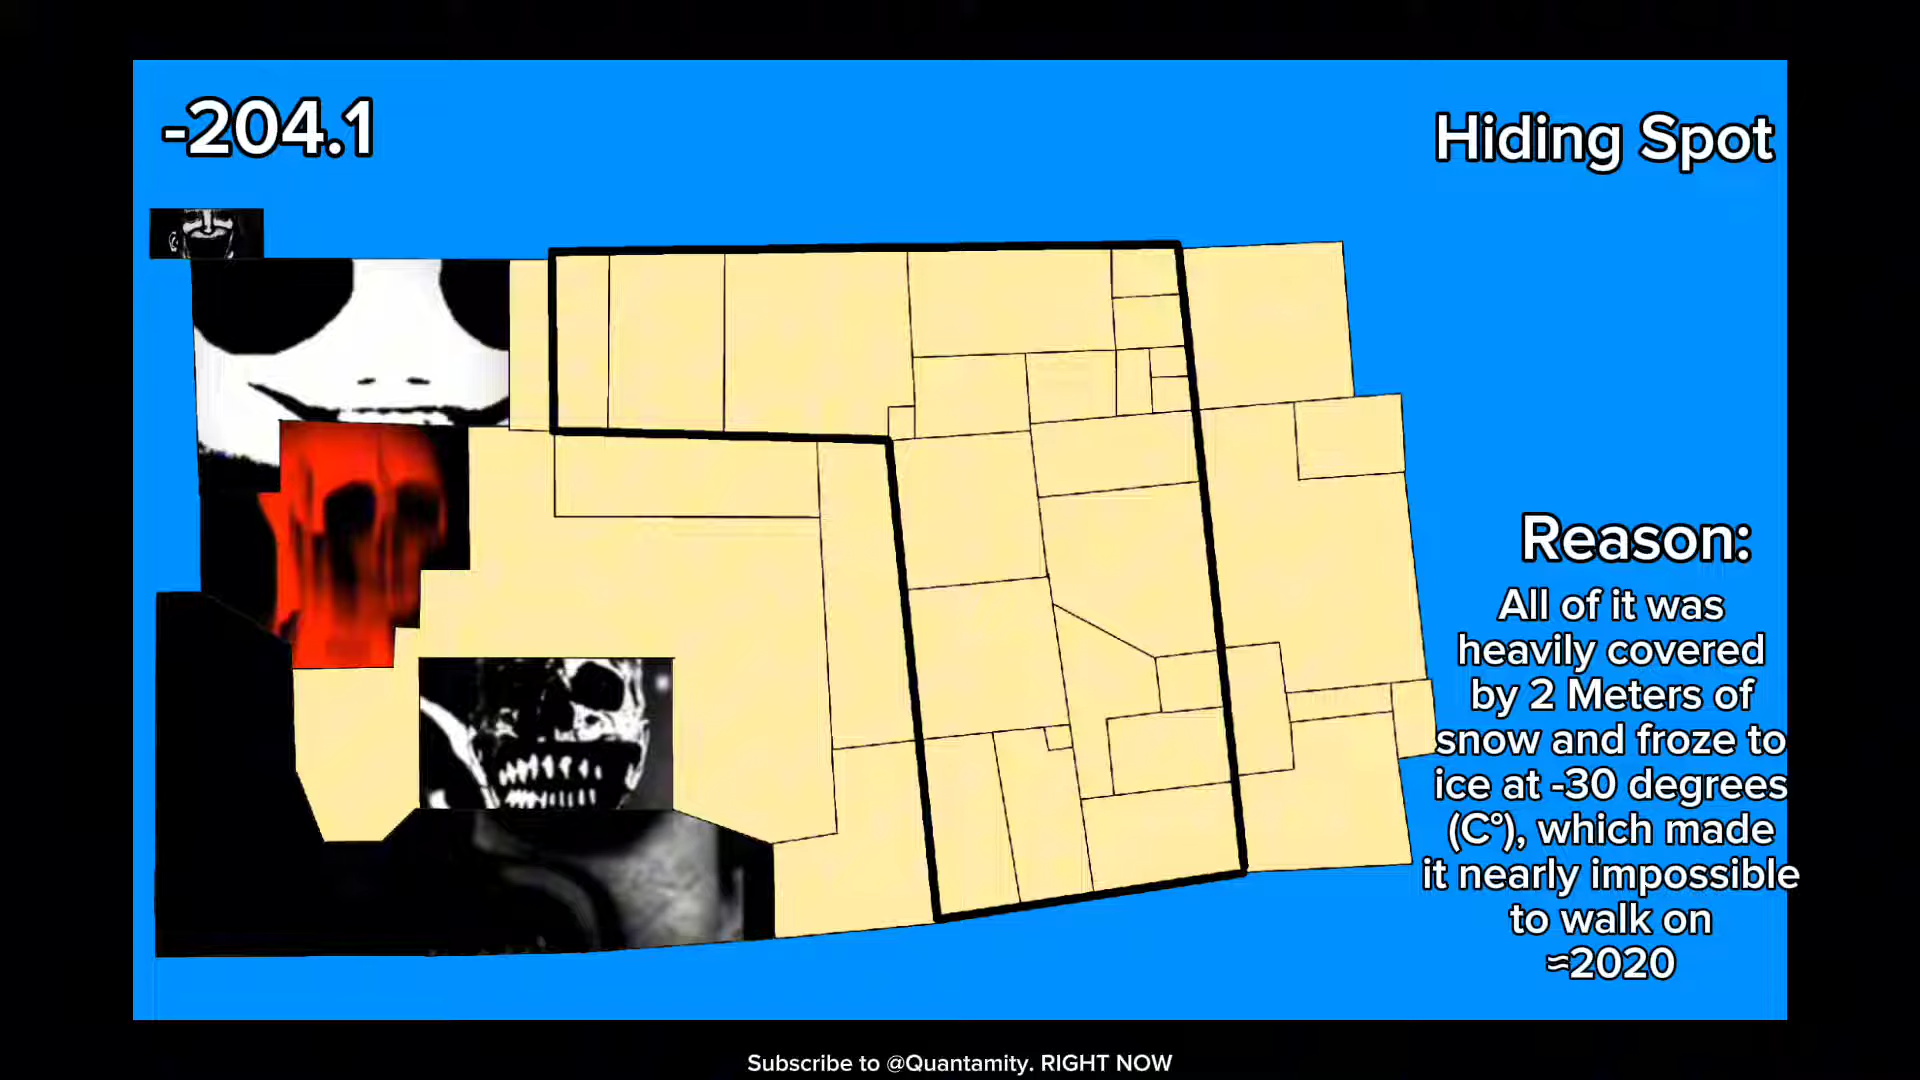 -204.1
Hiding Spot
Reason:
All of it was
heavily covered
by 2 Meters of
snow and froze to
ice at -30 degrees
(C°), which made
it nearly impossible
to walk on
≈2020
Subscribe to @Quantamity. RIGHT NOW